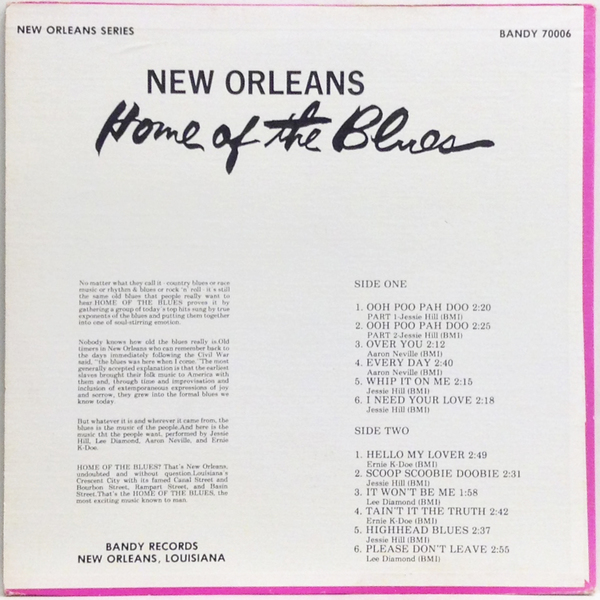 NEW ORLEANS SERIES
BANDY 70006
NEW ORLEANS
Home of the Blues
No matter what they call it - country blues or race
music or rhythm & blues or rock 'n' roll - it's still
the same old blues that people really want to
hear. HOME OF THE BLUES proves it by
gathering a group of today's top hits sung by true
exponents of the blues and putting them together
into one of soul-stirring emotion.
Nobody knows how old the blues really is. Old
timers in New Orleans who can remember back to
the days immediately following the Civil War
said, "the blues was here when I come." The most
generally accepted explanation is that the earliest
slaves brought their folk music to America with
them and, through time and improvisation and
inclusion of extemporaneous expressions of joy
and sorrow, they grew into the formal blues we
know today.
But whatever it is and wherever it came from, the
blues is the music of the people. And here is the
music tht the people want, performed by Jessie
Hill, Lee Diamond, Aaron Neville, and Ernie
K-Doe.
HOME OF THE BLUES? That's New Orleans,
undoubted and without question. Louisiana's
Crescent City with its famed Canal Street and
Bourbon Street, Rampart Street, and Basin
Street. That's the HOME OF THE BLUES, the
most exciting music known to man.
BANDY RECORDS
NEW ORLEANS, LOUISIANA
SIDE ONE
1. OOH POO PAH DOO 2:20
PART 1-Jessie Hill (BMI)
2. OOH POO PAH DOO 2:25
PART 2-Jessie Hill (BMI)
3. OVER YOU 2:12
Aaron Neville (BMI)
4. EVERY DAY 2:40
Aaron Neville (BMI)
5. WHIP IT ON ME 2:15
Jessie Hill (BMI)
6. I NEED YOUR LOVE 2:18
Jessie Hill (BMI)
SIDE TWO
1. HELLO MY LOVER 2:49
Ernie K-Doe (BMI)
2. SCOOP SCOOBIE DOOBIE 2:31
Jessie Hill (BMI)
3. IT WON'T BE ME 1:58
Lee Diamond (BMI)
4. TAIN'T IT THE TRUTH 2:42
Ernie K-Doe (BMI)
5. HIGHHEAD BLUES 2:37
Jessie Hill (BMI)
6. PLEASE DON'T LEAVE 2:55
Lee Diamond (BMI)